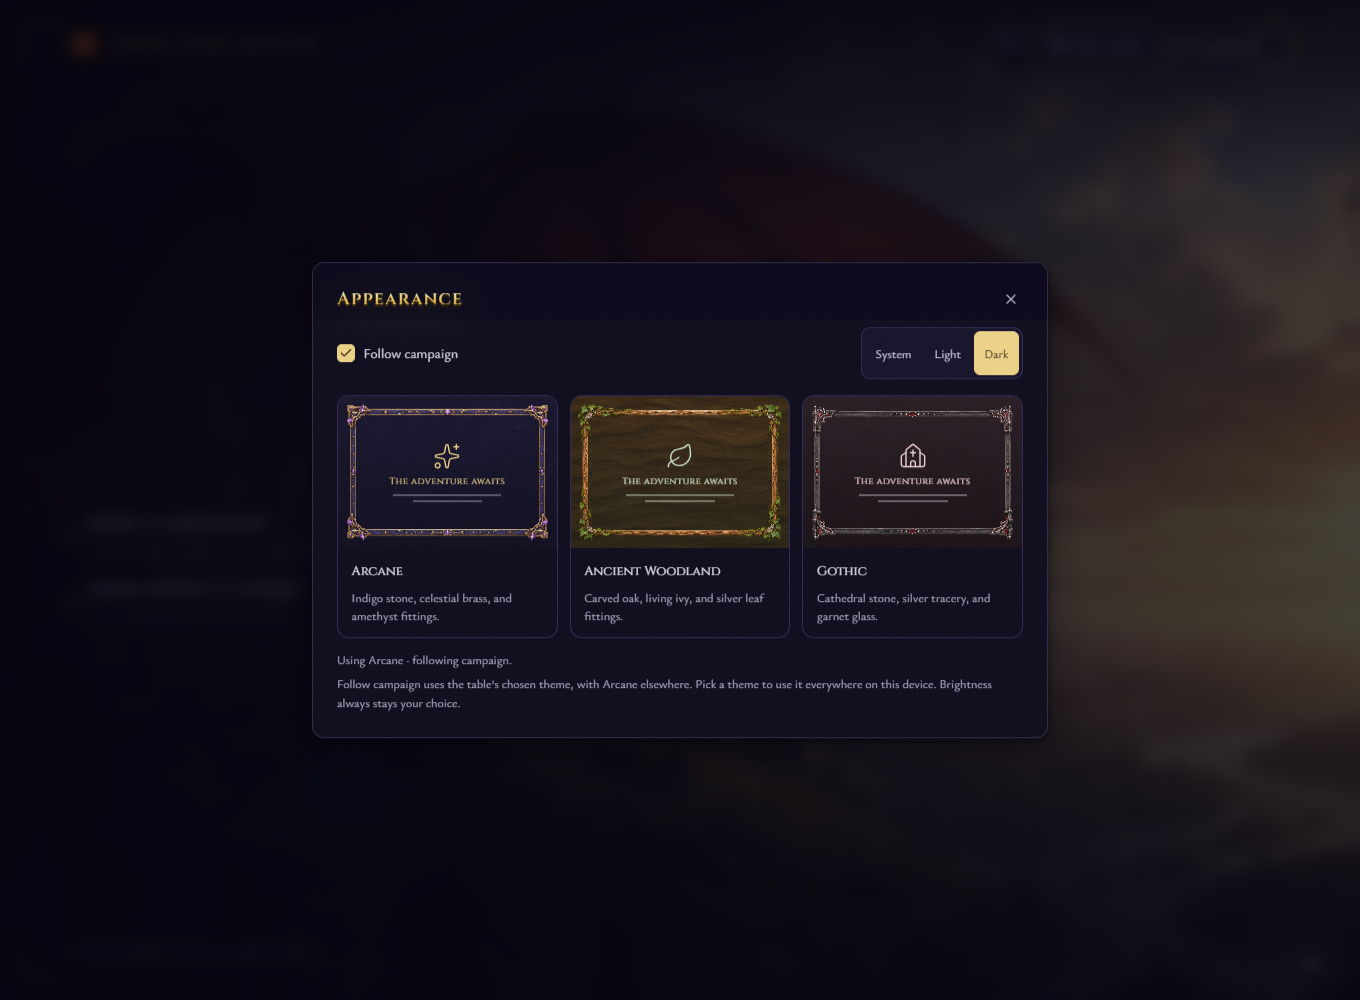 Appearance
Follow campaign
System Light Dark
The adventure awaits
The adventure awaits
The adventure awaits
Arcane
Indigo stone, celestial brass, and
amethyst fittings.
Ancient Woodland
Carved oak, living ivy, and silver leaf
fittings.
Gothic
Cathedral stone, silver tracery, and
garnet glass.
Using Arcane · following campaign.
Follow campaign uses the table's chosen theme, with Arcane elsewhere. Pick a theme to use it everywhere on this device. Brightness
always stays your choice.